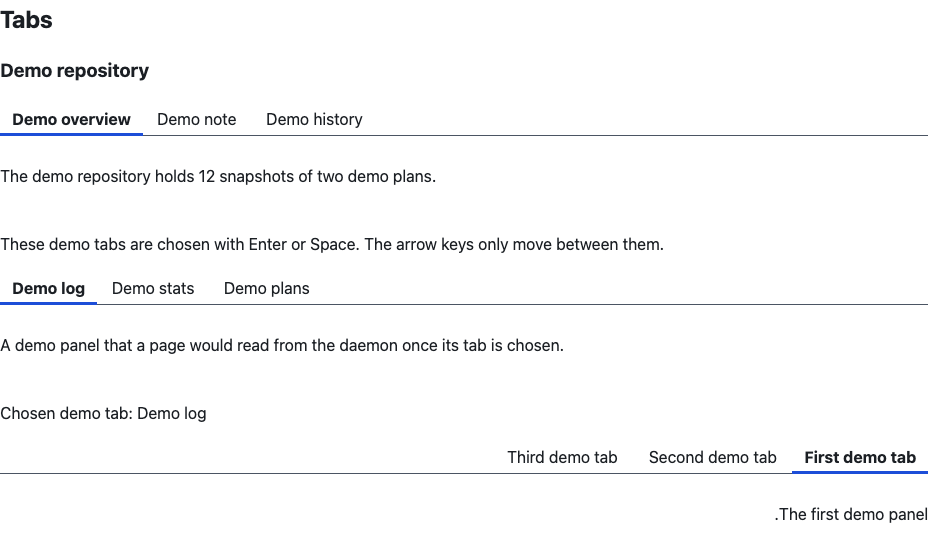 Tabs
Demo repository
Demo overview Demo note Demo history
The demo repository holds 12 snapshots of two demo plans.
These demo tabs are chosen with Enter or Space. The arrow keys only move between them.
Demo log Demo stats Demo plans
A demo panel that a page would read from the daemon once its tab is chosen.
Chosen demo tab: Demo log
Third demo tab Second demo tab First demo tab
.The first demo panel